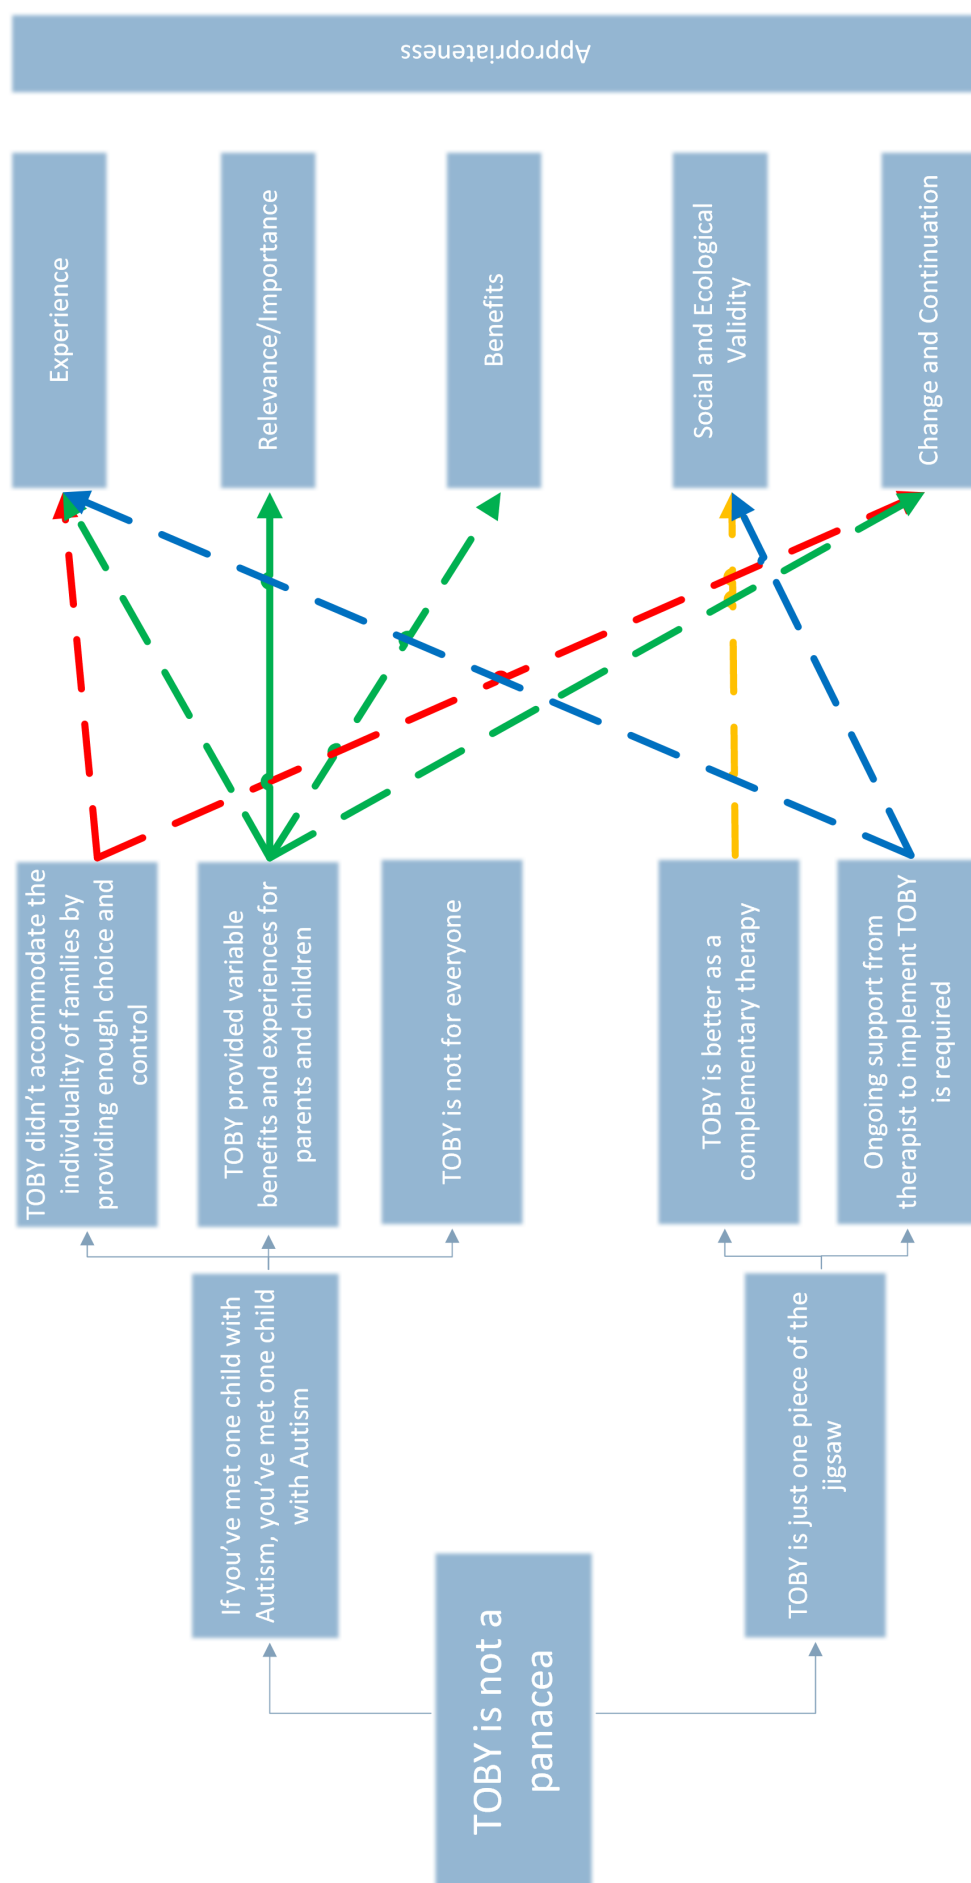 TOBY is not a
panacea
If you’ve met one child with
Autism, you’ve met one child
with Autism
TOBY is just one piece of the
jigsaw
TOBY didn’t accommodate the
individuality of families by
providing enough choice and
control
TOBY provided variable
benefits and experiences for
parents and children
TOBY is not for everyone
TOBY is better as a
complementary therapy
Ongoing support from
therapist to implement TOBY
is required
Experience
Relevance/Importance
Benefits
Social and Ecological
Validity
Change and Continuation
Appropriateness